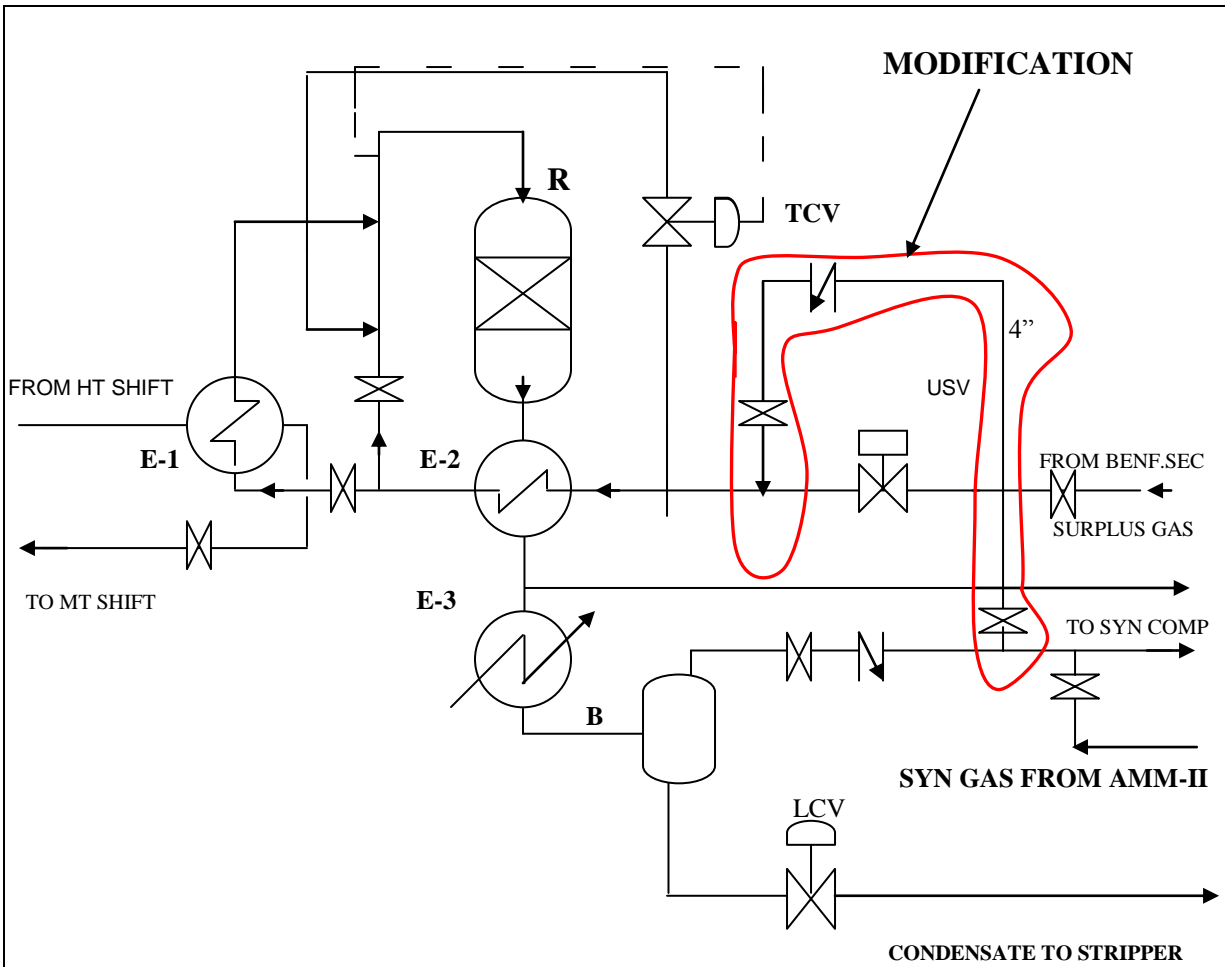 MODIFICATION
R
TCV
4”
FROM HT SHIFT
USV
E-1
E-2
FROM BENF.SEC
SURPLUS GAS
TO MT SHIFT
E-3
TO SYN COMP
B
SYN GAS FROM AMM-II
LCV
CONDENSATE TO STRIPPER